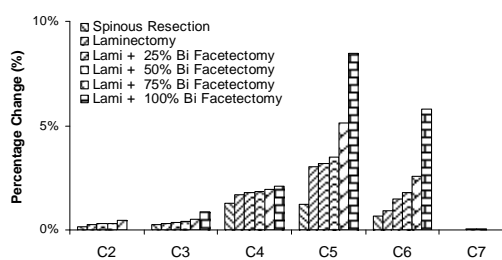 10%
Spinous Resection
Laminectomy
Lami + 25% Bi Facetectomy
Lami + 50% Bi Facetectomy
Lami + 75% Bi Facetectomy
Lami + 100% Bi Facetectomy
Percentage Change (%)
5%
0%
C2 C3 C4 C5 C6 C7